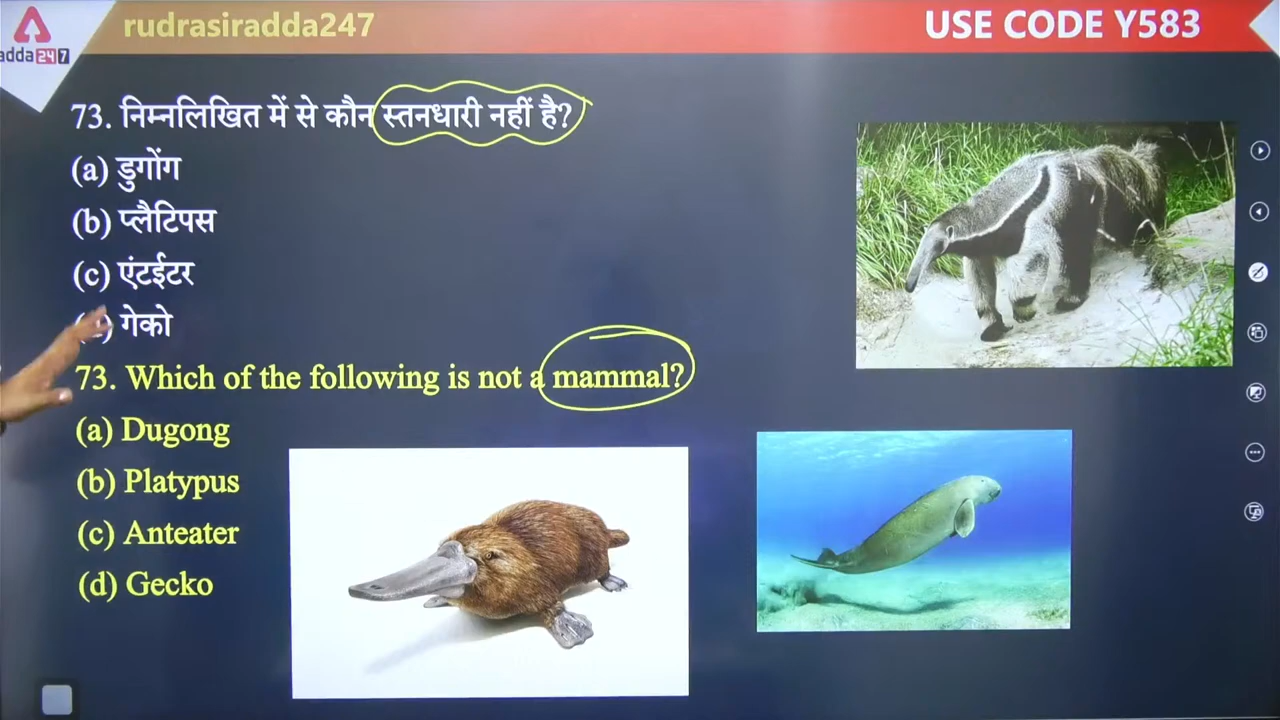 rudrasiradda247
USE CODE Y583
adda247
73. निम्नलिखित में से कौन स्तनधारी नहीं है?
(a) डुगोंग
(b) प्लैटिपस
(c) एंटईटर
गेको
73. Which of the following is not a mammal?
(a) Dugong
(b) Platypus
(c) Anteater
(d) Gecko